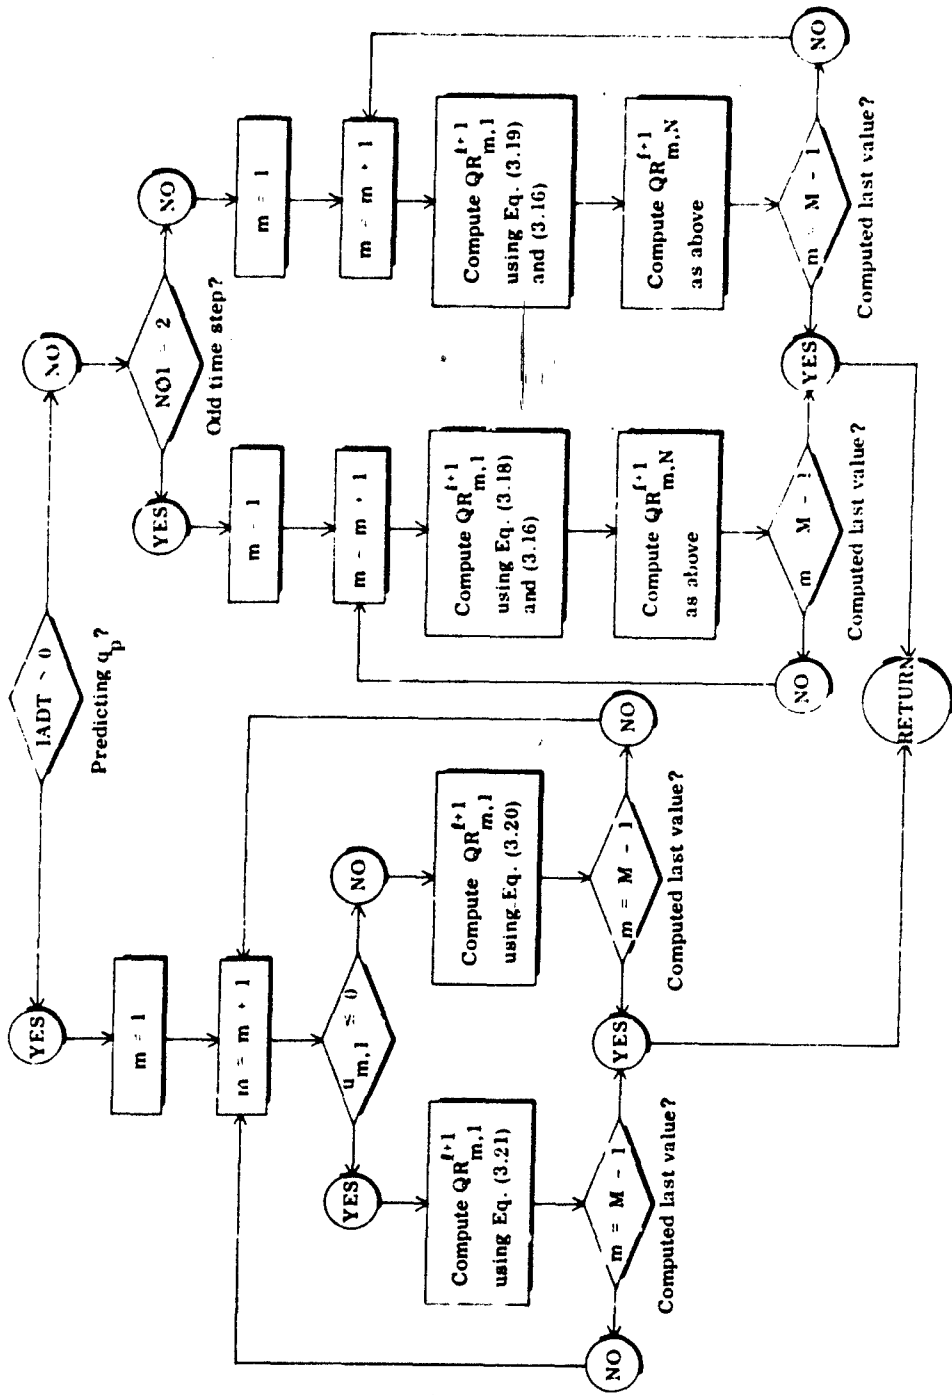 IADT ~ 0
Predicting q_p?
YES
NO
m = 1
m = m + 1
u_m,1 ≤ 0
YES
NO
Compute QR^ℓ+1_m,1
using Eq. (3.21)
Compute QR^ℓ+1_m,1
using Eq. (3.20)
m = M - 1
Computed last value?
m = M - 1
Computed last value?
NO
YES
NO
NO1 = 2
Odd time step?
YES
NO
m - 1
m - m + 1
Compute QR^ℓ+1_m,1
using Eq. (3.18)
and (3.16)
Compute QR^ℓ+1_m,N
as above
m M - 1
Computed last value?
NO
YES
m = 1
m = m + 1
Compute QR^ℓ+1_m,1
using Eq. (3.19)
and (3.16)
Compute QR^ℓ+1_m,N
as above
m = M - 1
Computed last value?
NO
RETURN